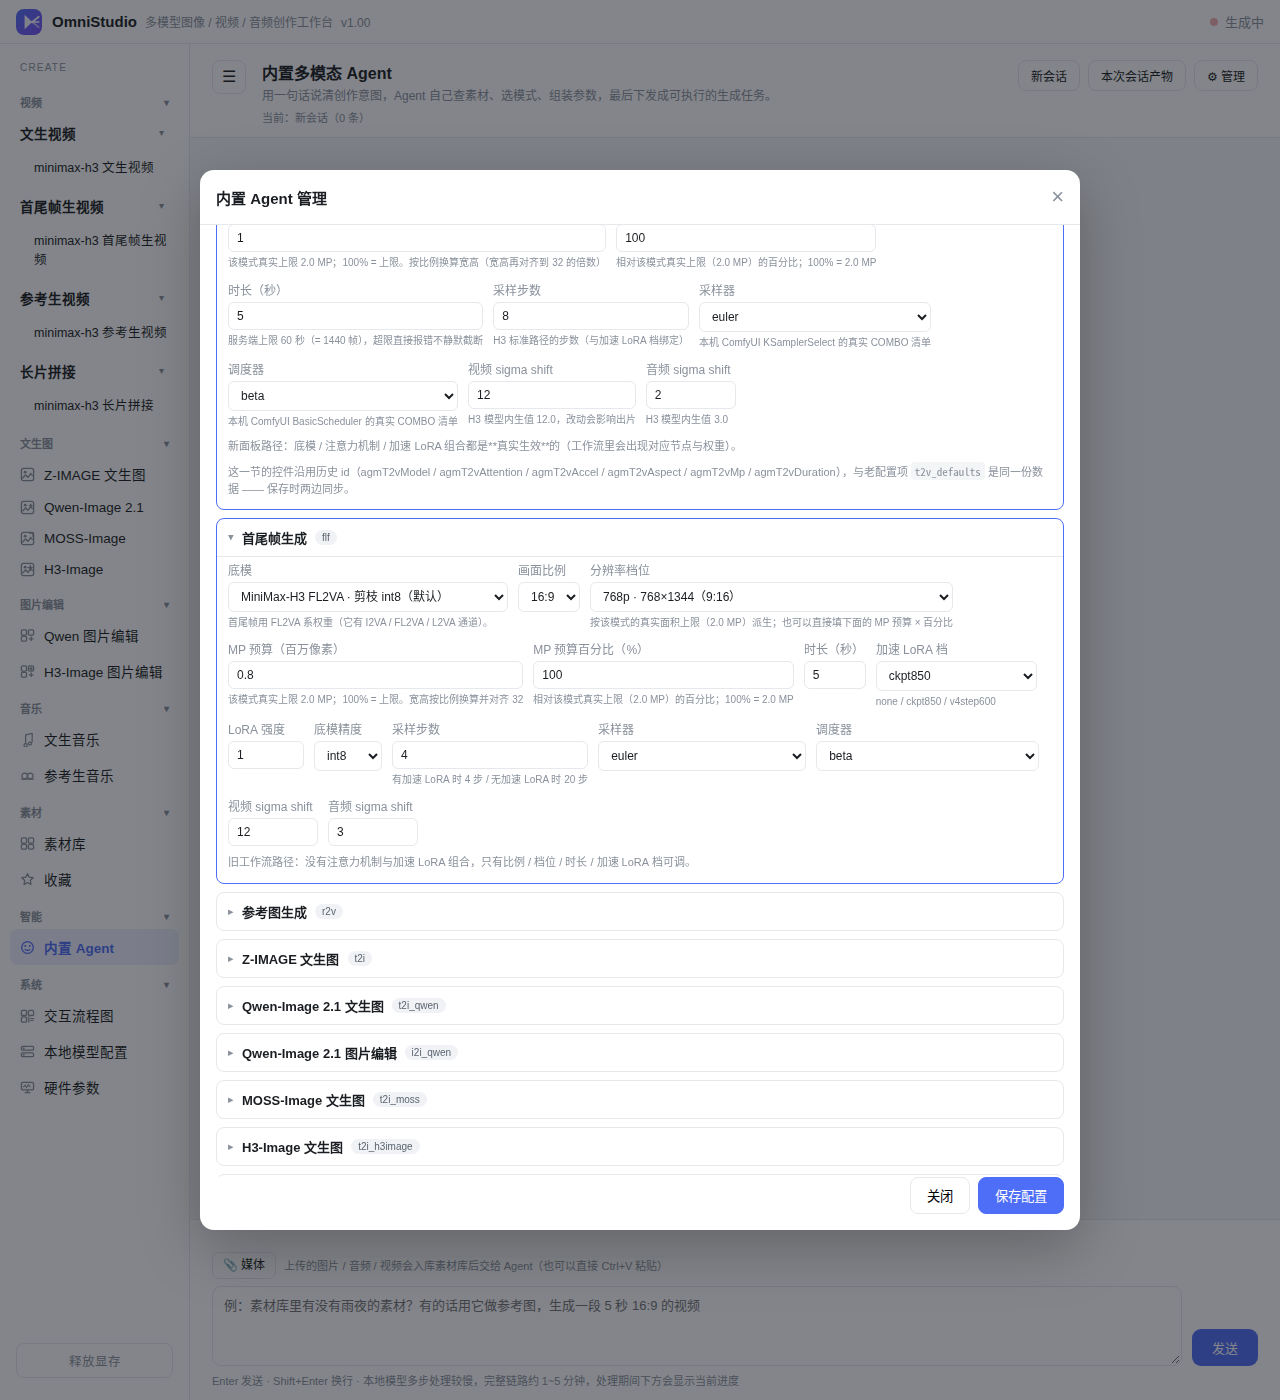 OmniStudio 多模型图像 / 视频 / 音频创作工作台 v1.00
生成中
CREATE
视频
文生视频
minimax-h3 文生视频
首尾帧生视频
minimax-h3 首尾帧生视频
参考生视频
minimax-h3 参考生视频
长片拼接
minimax-h3 长片拼接
文生图
Z-IMAGE 文生图
Qwen-Image 2.1
MOSS-Image
H3-Image
图片编辑
Qwen 图片编辑
H3-Image 图片编辑
音乐
文生音乐
参考生音乐
素材
素材库
收藏
智能
内置 Agent
系统
交互流程图
本地模型配置
硬件参数
释放显存
内置多模态 Agent
用一句话说清创作意图，Agent 自己查素材、选模式、组装参数，最后下发成可执行的生成任务。
当前：新会话（0 条）
新会话 本次会话产物 ⚙ 管理
内置 Agent 管理
1 100
该模式真实上限 2.0 MP；100% = 上限。按比例换算宽高（宽高再对齐到 32 的倍数） 相对该模式真实上限（2.0 MP）的百分比；100% = 2.0 MP
时长（秒） 采样步数 采样器
5 8 euler
服务端上限 60 秒（= 1440 帧），超限直接报错不静默截断 H3 标准路径的步数（与加速 LoRA 档绑定） 本机 ComfyUI KSamplerSelect 的真实 COMBO 清单
调度器 视频 sigma shift 音频 sigma shift
beta 12 2
本机 ComfyUI BasicScheduler 的真实 COMBO 清单 H3 模型内生值 12.0，改动会影响出片 H3 模型内生值 3.0
新面板路径：底模 / 注意力机制 / 加速 LoRA 组合都是**真实生效**的（工作流里会出现对应节点与权重）。
这一节的控件沿用历史 id（agmT2vModel / agmT2vAttention / agmT2vAccel / agmT2vAspect / agmT2vMp / agmT2vDuration），与老配置项 t2v_defaults 是同一份数
据 —— 保存时两边同步。
首尾帧生成 flf
底模 画面比例 分辨率档位
MiniMax-H3 FL2VA · 剪枝 int8（默认） 16:9 768p · 768×1344（9:16）
首尾帧用 FL2VA 系权重（它有 I2VA / FL2VA / L2VA 通道）。 按该模式的真实面积上限（2.0 MP）派生；也可以直接填下面的 MP 预算 × 百分比
MP 预算（百万像素） MP 预算百分比（%） 时长（秒） 加速 LoRA 档
0.8 100 5 ckpt850
该模式真实上限 2.0 MP；100% = 上限。宽高按比例换算并对齐 32 相对该模式真实上限（2.0 MP）的百分比；100% = 2.0 MP none / ckpt850 / v4step600
LoRA 强度 底模精度 采样步数 采样器 调度器
1 int8 4 euler beta
有加速 LoRA 时 4 步 / 无加速 LoRA 时 20 步
视频 sigma shift 音频 sigma shift
12 3
旧工作流路径：没有注意力机制与加速 LoRA 组合，只有比例 / 档位 / 时长 / 加速 LoRA 档可调。
参考图生成 r2v
Z-IMAGE 文生图 t2i
Qwen-Image 2.1 文生图 t2i_qwen
Qwen-Image 2.1 图片编辑 i2i_qwen
MOSS-Image 文生图 t2i_moss
H3-Image 文生图 t2i_h3image
关闭 保存配置
媒体 上传的图片 / 音频 / 视频会入库素材库后交给 Agent（也可以直接 Ctrl+V 粘贴）
例：素材库里有没有雨夜的素材？有的话用它做参考图，生成一段 5 秒 16:9 的视频
发送
Enter 发送 · Shift+Enter 换行 · 本地模型多步处理较慢，完整链路约 1~5 分钟，处理期间下方会显示当前进度